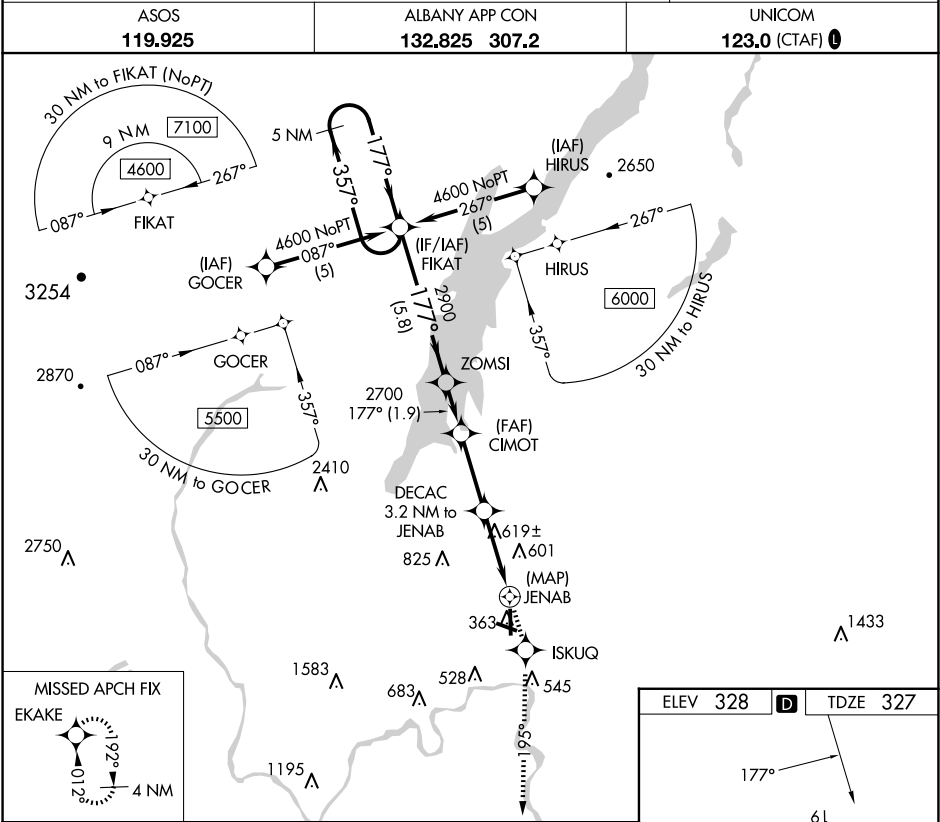 ASOS
119.925
ALBANY APP CON
132.825 307.2
UNICOM
123.0 (CTAF) L
30 NM to FIKAT (NoPT)
9 NM
7100
4600
087°
267°
FIKAT
5 NM
177°
357°
(IAF)
HIRUS
2650
4600 NoPT
267°
(5)
4600 NoPT
087°
(5)
(IAF)
GOCER
(IF/IAF)
FIKAT
267°
HIRUS
6000
357°
30 NM to HIRUS
3254
2900
177°
(5.8)
087°
GOCER
357°
5500
30 NM to GOCER
2870
ZOMSI
2700
177° (1.9)
(FAF)
CIMOT
2410
DECAC
3.2 NM to
JENAB
619±
601
825
2750
(MAP)
JENAB
363
ISKUQ
1433
1583
683
528
545
195°
1195
MISSED APCH FIX
EKAKE
192°
012°
4 NM
ELEV 328 D TDZE 327
177°